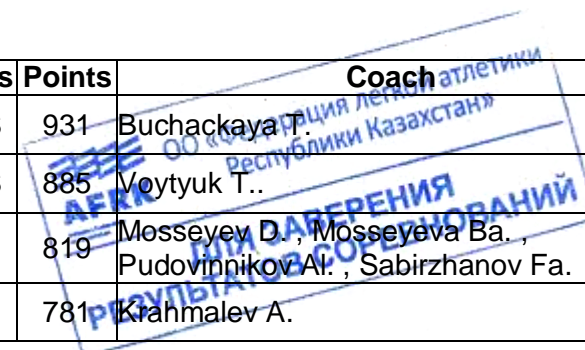 s Points Coach
931 Buchackaya T.
885 Voytyuk T..
819 Mosseyev D. , Mosseyeva Ba. ,
Pudovinnikov Al. , Sabirzhanov Fa.
781 Krahmalev A.
ОО «Федерация легкой атлетики
Республики Казахстан»
AFRK
ДЛЯ ЗАВЕРЕНИЯ
РЕЗУЛЬТАТОВ СОРЕВНОВАНИЙ